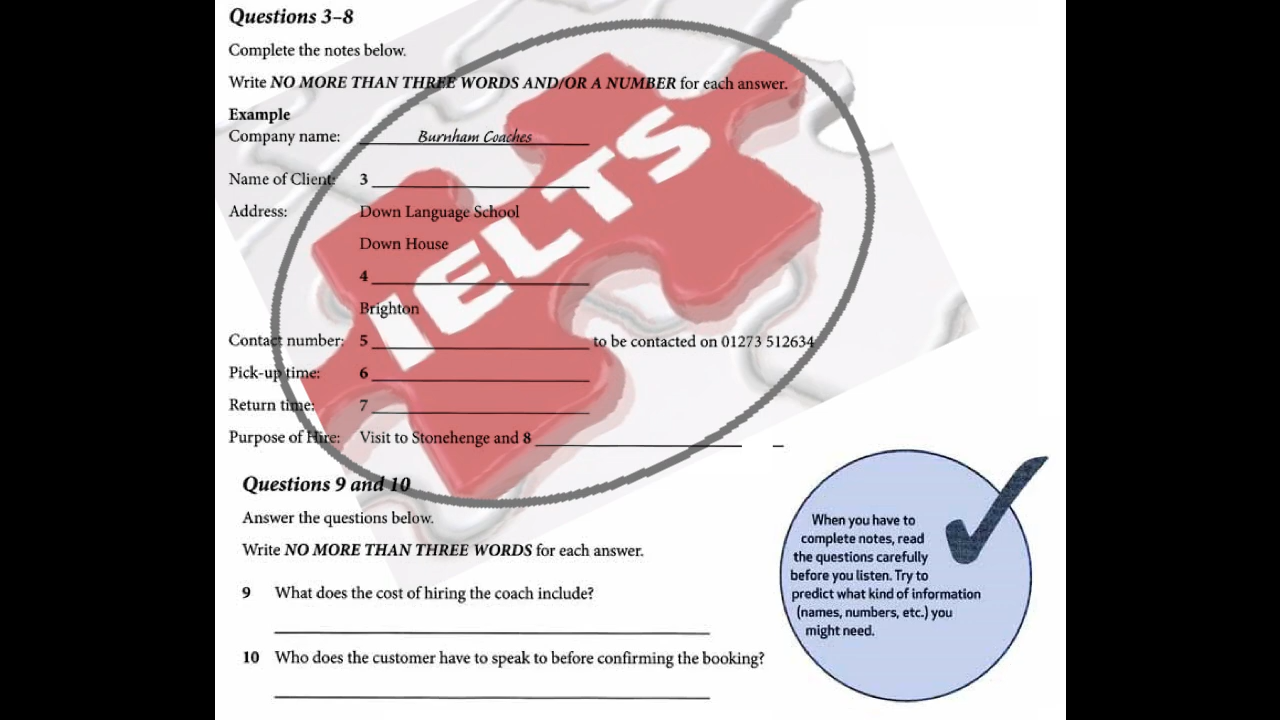 Questions 3–8
Complete the notes below.
Write NO MORE THAN THREE WORDS AND/OR A NUMBER for each answer.
Example
Company name: Burnham Coaches
Name of Client: 3
Address: Down Language School
Down House
4
Brighton
Contact number: 5 to be contacted on 01273 512634
Pick-up time: 6
Return time: 7
Purpose of Hire: Visit to Stonehenge and 8
IELTS
Questions 9 and 10
Answer the questions below.
Write NO MORE THAN THREE WORDS for each answer.
9 What does the cost of hiring the coach include?
10 Who does the customer have to speak to before confirming the booking?
When you have to
complete notes, read
the questions carefully
before you listen. Try to
predict what kind of information
(names, numbers, etc.) you
might need.